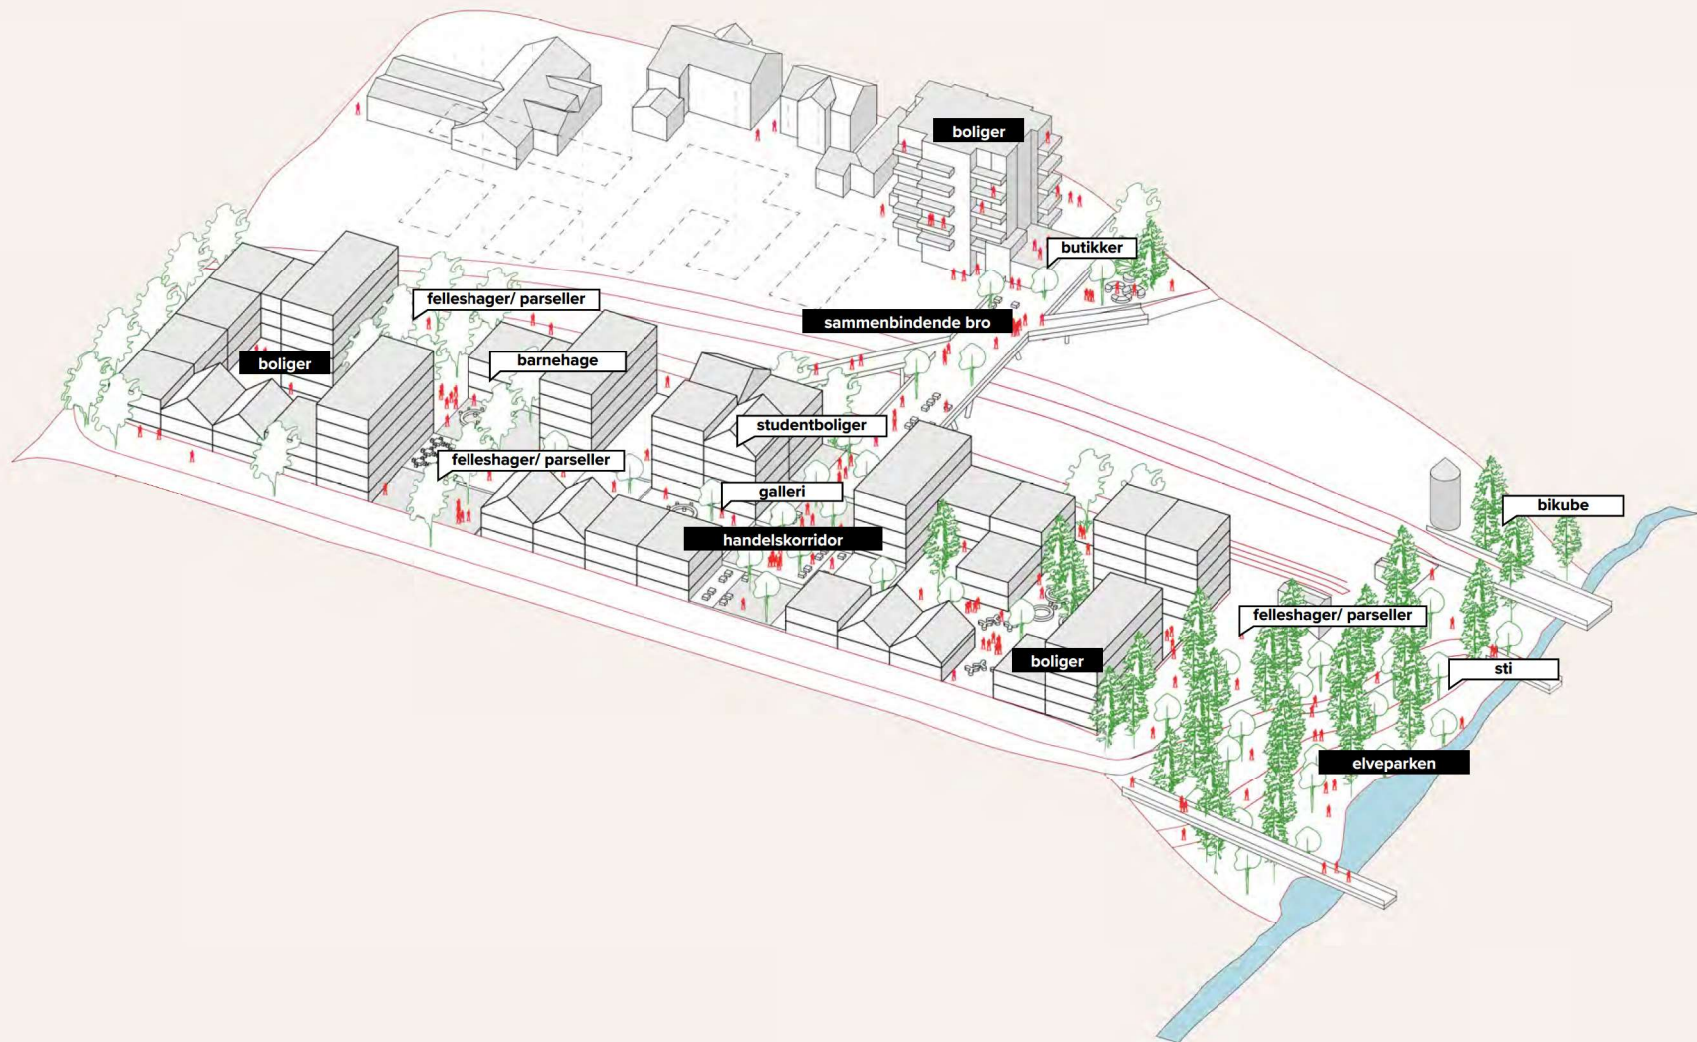 boliger
butikker
felleshager/ parseller
sammenbindende bro
boliger
barnehage
studentboliger
felleshager/ parseller
galleri
bikube
handelskorridor
felleshager/ parseller
boliger
sti
elveparken